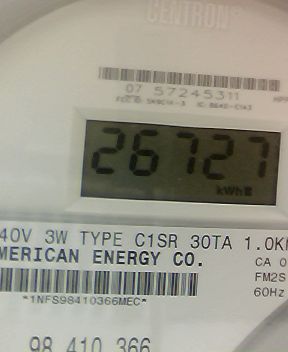 CENTRON®
07 57245311
26727
kWh
40V 3W TYPE C1SR 30TA 1.0K
MERICAN ENERGY CO.
CA 0
FM2S
*1NFS98410366MEC*
60Hz
98 410 366